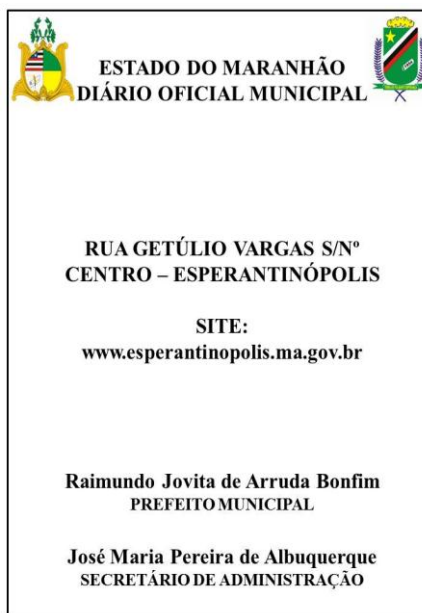 ESTADO DO MARANHÃO
DIÁRIO OFICIAL MUNICIPAL
RUA GETÚLIO VARGAS S/Nº
CENTRO – ESPERANTINÓPOLIS
SITE:
www.esperantinopolis.ma.gov.br
Raimundo Jovita de Arruda Bonfim
PREFEITO MUNICIPAL
José Maria Pereira de Albuquerque
SECRETÁRIO DE ADMINISTRAÇÃO